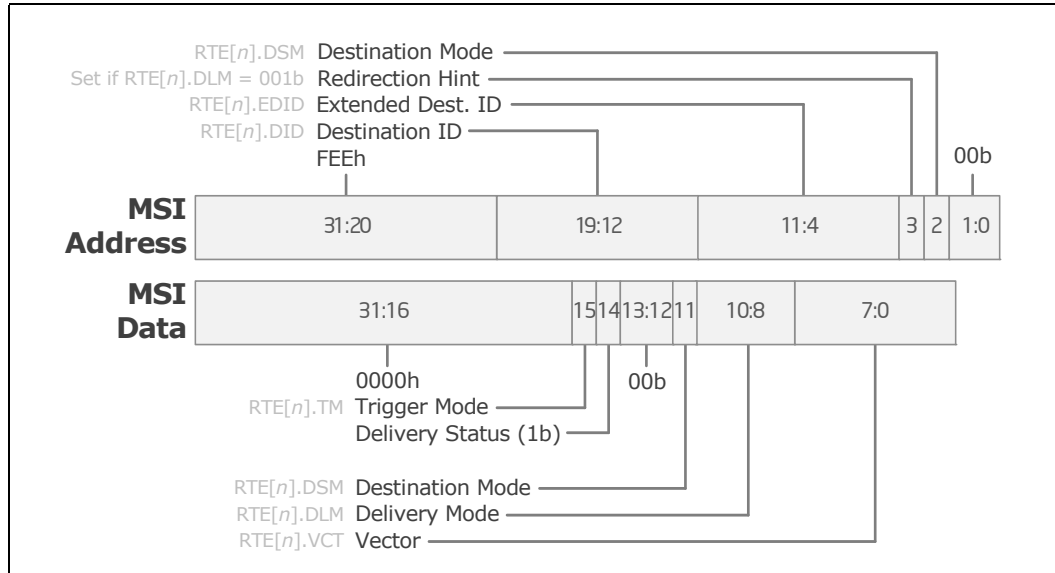 RTE[n].DSM Destination Mode
Set if RTE[n].DLM = 001b Redirection Hint
RTE[n].EDID Extended Dest. ID
RTE[n].DID Destination ID
FEEh 00b
MSI Address 31:20 19:12 11:4 3 2 1:0
MSI Data 31:16 15 14 13:12 11 10:8 7:0
0000h 00b
RTE[n].TM Trigger Mode
Delivery Status (1b)
RTE[n].DSM Destination Mode
RTE[n].DLM Delivery Mode
RTE[n].VCT Vector